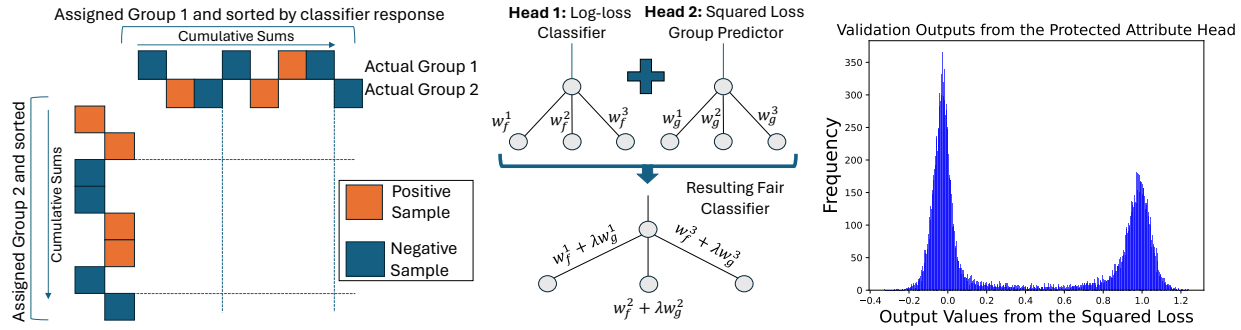 Assigned Group 1 and sorted by classifier response
Cumulative Sums
Actual Group 1
Actual Group 2
Assigned Group 2 and sorted
Cumulative Sums
Positive
Sample
Negative
Sample
Head 1: Log-loss
Classifier
Head 2: Squared Loss
Group Predictor
w_f^1
w_f^2
w_f^3
w_g^1
w_g^2
w_g^3
Resulting Fair
Classifier
w_f^1 + λw_g^1
w_f^3 + λw_g^3
w_f^2 + λw_g^2
Validation Outputs from the Protected Attribute Head
Frequency
350
300
250
200
150
100
50
0
−0.4 −0.2 0.0 0.2 0.4 0.6 0.8 1.0 1.2
Output Values from the Squared Loss